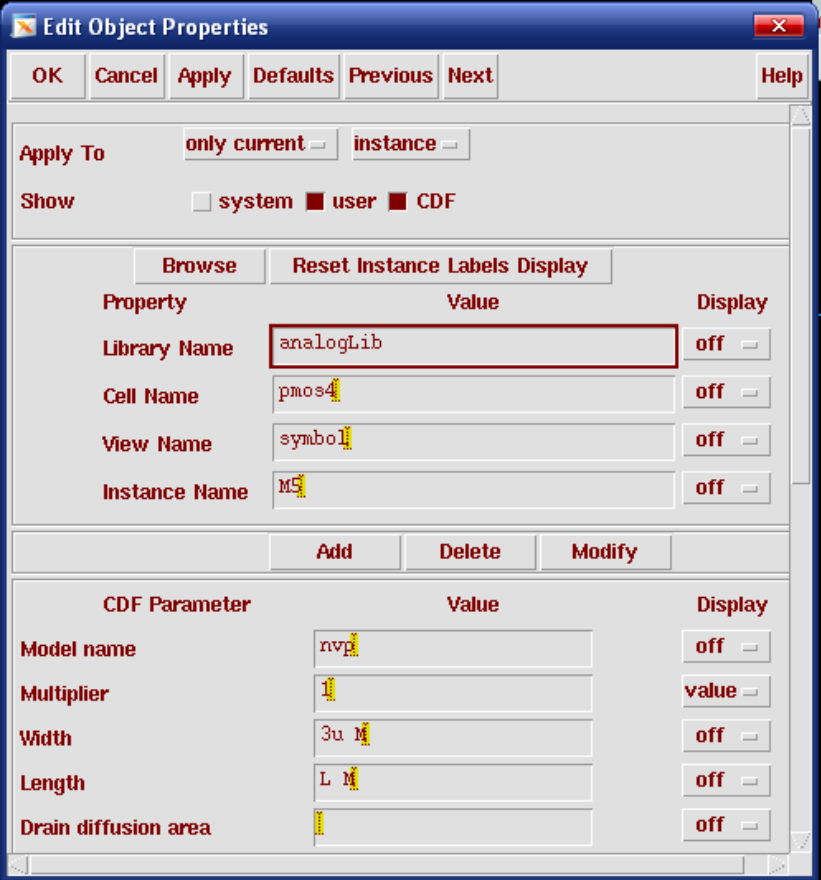 Edit Object Properties
OK Cancel Apply Defaults Previous Next Help
Apply To only current instance
Show system user CDF
Browse Reset Instance Labels Display
Property Value Display
Library Name analogLib off
Cell Name pmos4 off
View Name symbol off
Instance Name M5 off
Add Delete Modify
CDF Parameter Value Display
Model name nvp off
Multiplier 1 value
Width 3u M off
Length L M off
Drain diffusion area off